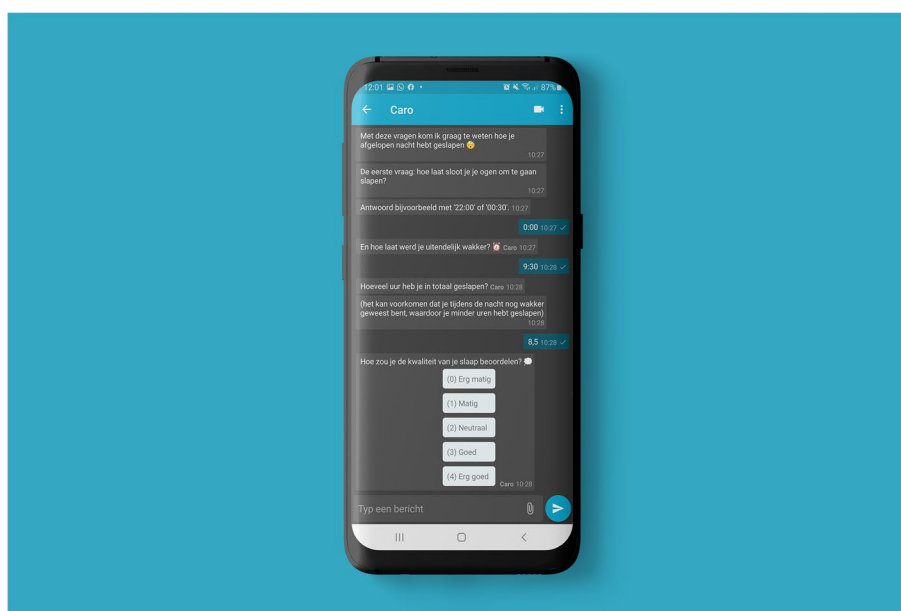 12:01 87%
Caro
Met deze vragen kom ik graag te weten hoe je
afgelopen nacht hebt geslapen 😴
10:27
De eerste vraag: hoe laat sloot je je ogen om te gaan
slapen?
10:27
Antwoord bijvoorbeeld met '22:00' of '00:30'. 10:27
0:00 10:27
En hoe laat werd je uitendelijk wakker? ⏰ Caro 10:27
9:30 10:28
Hoeveel uur heb je in totaal geslapen? Caro 10:28
(het kan voorkomen dat je tijdens de nacht nog wakker
geweest bent, waardoor je minder uren hebt geslapen)
10:28
8,5 10:28
Hoe zou je de kwaliteit van je slaap beoordelen? 💭
(0) Erg matig
(1) Matig
(2) Neutraal
(3) Goed
(4) Erg goed
Caro 10:28
Typ een bericht